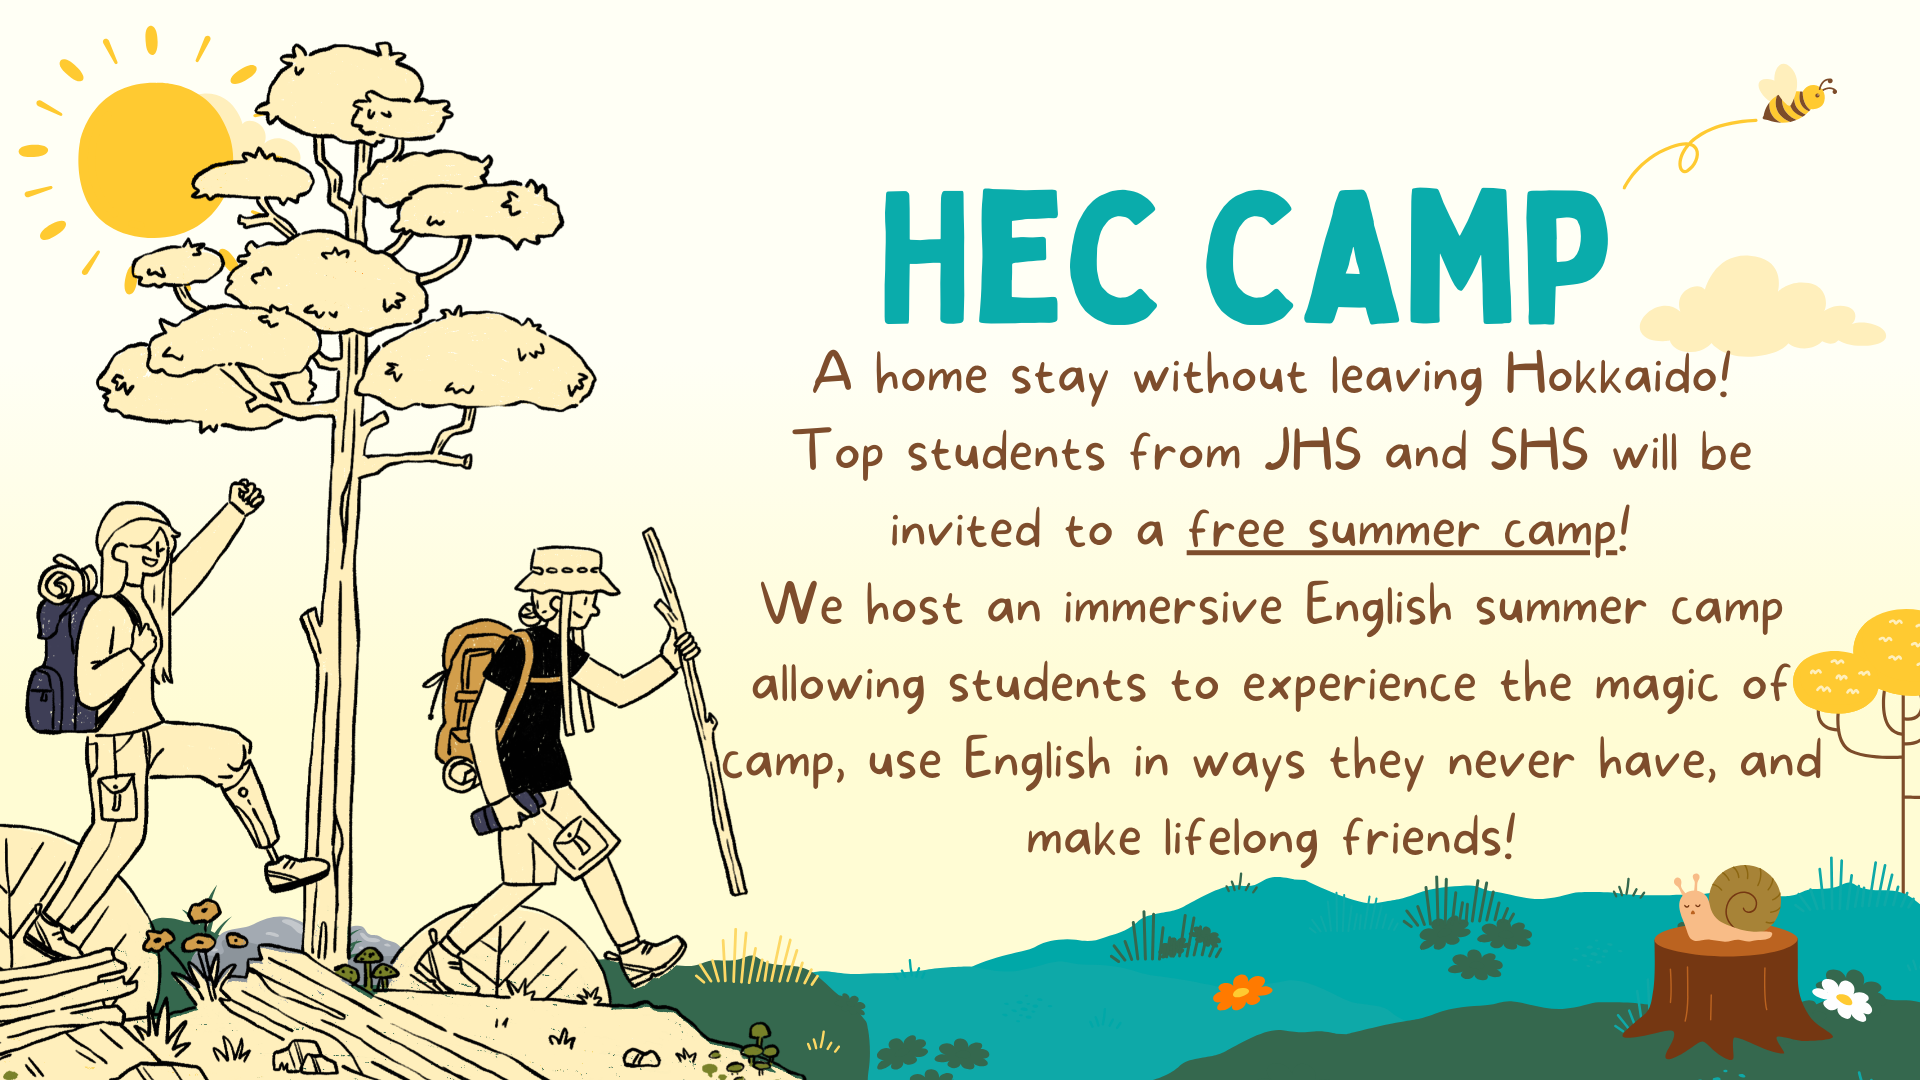 HEC CAMP
A home stay without leaving Hokkaido!
Top students from JHS and SHS will be
invited to a free summer camp!
We host an immersive English summer camp
allowing students to experience the magic of
camp, use English in ways they never have, and
make lifelong friends!